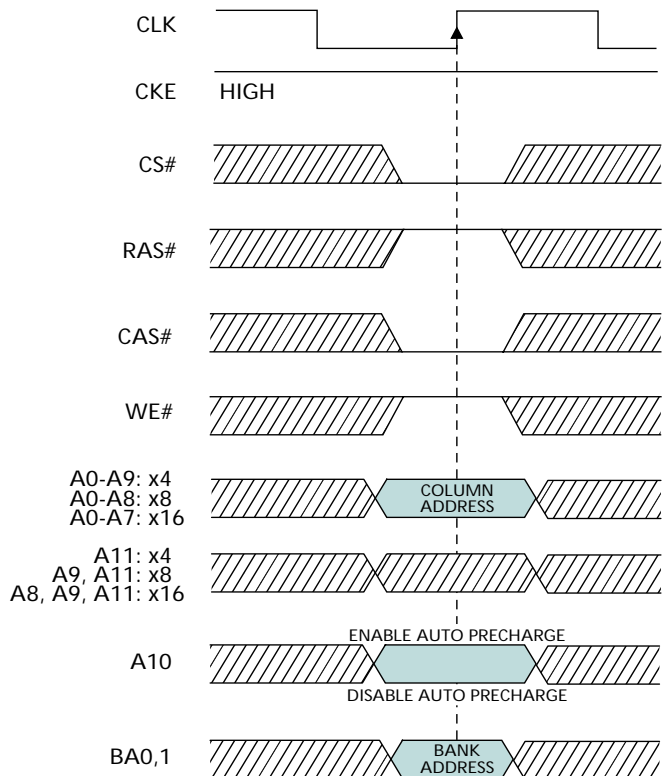 CLK
CKE HIGH
CS#
RAS#
CAS#
WE#
A0-A9: x4
A0-A8: x8
A0-A7: x16
COLUMN
ADDRESS
A11: x4
A9, A11: x8
A8, A9, A11: x16
ENABLE AUTO PRECHARGE
A10
DISABLE AUTO PRECHARGE
BA0,1
BANK
ADDRESS